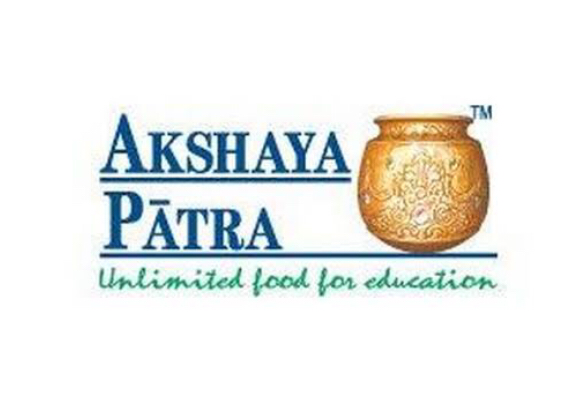 AKSHAYA
PĀTRA
TM
Unlimited food for education